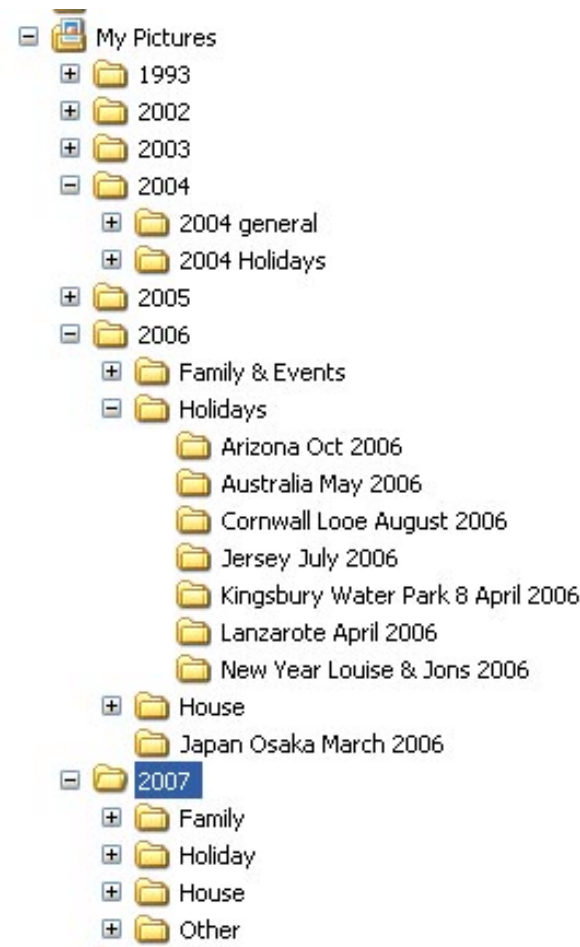 My Pictures
1993
2002
2003
2004
2004 general
2004 Holidays
2005
2006
Family & Events
Holidays
Arizona Oct 2006
Australia May 2006
Cornwall Looe August 2006
Jersey July 2006
Kingsbury Water Park 8 April 2006
Lanzarote April 2006
New Year Louise & Jons 2006
House
Japan Osaka March 2006
2007
Family
Holiday
House
Other